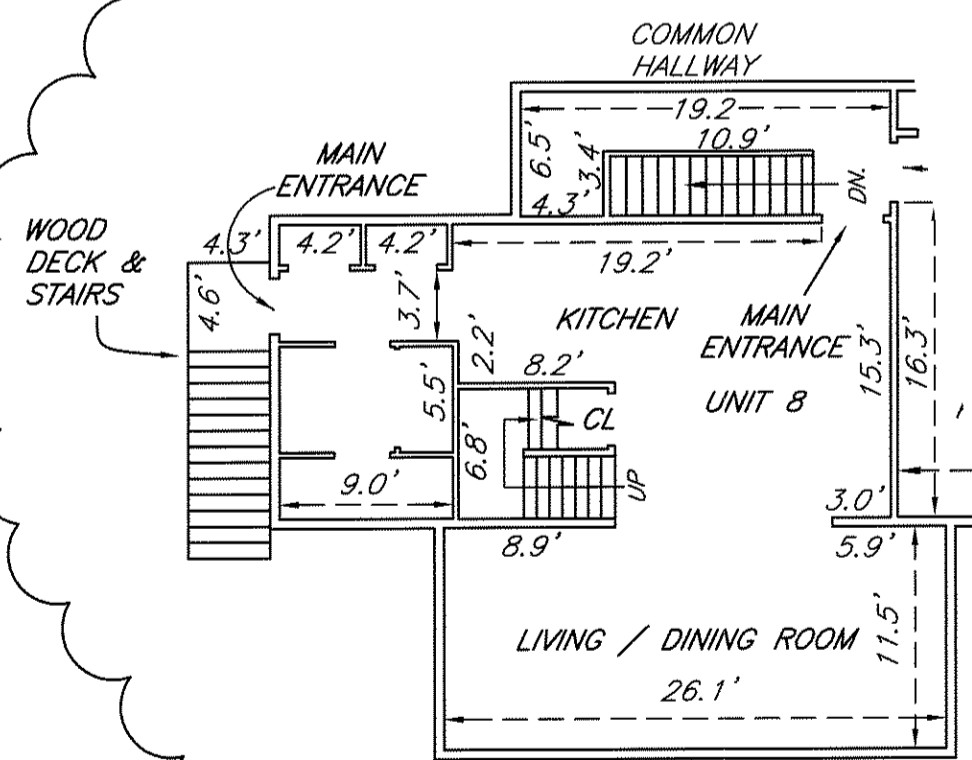 COMMON
HALLWAY
19.2
10.9'
6.5'
3.4'
4.3'
DN.
MAIN
ENTRANCE
WOOD
DECK &
STAIRS
4.3'
4.2'
4.2'
19.2'
4.6'
3.7'
KITCHEN
MAIN
ENTRANCE
UNIT 8
15.3'
16.3'
2.2'
8.2'
5.5'
CL
6.8'
UP
9.0'
8.9'
3.0'
5.9'
LIVING / DINING ROOM
11.5'
26.1'